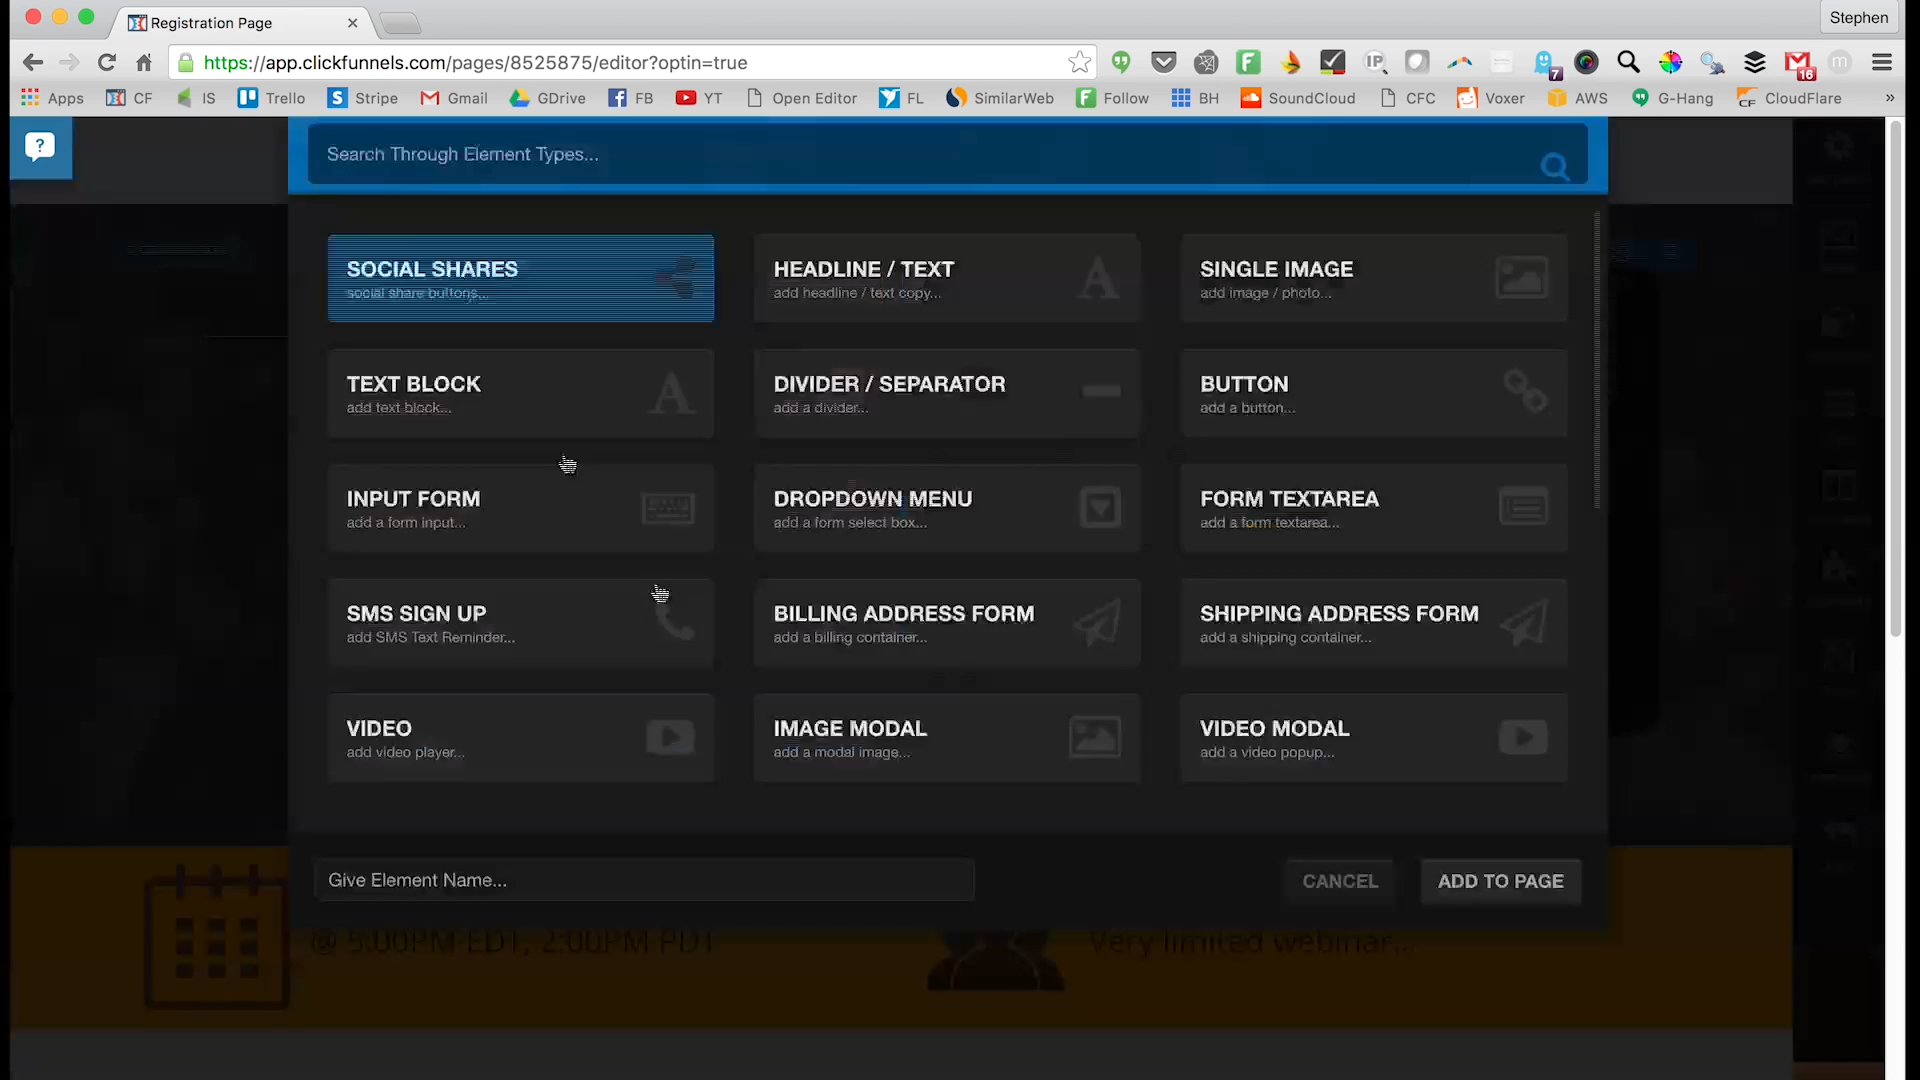 Registration Page
Stephen
https://app.clickfunnels.com/pages/8525875/editor?optin=true
IP
7
16
m
Apps CF IS Trello Stripe Gmail GDrive FB YT Open Editor FL SimilarWeb Follow BH SoundCloud CFC Voxer AWS G-Hang CloudFlare »
?
Search Through Element Types...
SOCIAL SHARES
social share buttons...
HEADLINE / TEXT
add headline / text copy...
SINGLE IMAGE
add image / photo...
TEXT BLOCK
add text block...
DIVIDER / SEPARATOR
add a divider...
BUTTON
add a button...
INPUT FORM
add a form input...
DROPDOWN MENU
add a form select box...
FORM TEXTAREA
add a form textarea...
SMS SIGN UP
add SMS Text Reminder...
BILLING ADDRESS FORM
add a billing container...
SHIPPING ADDRESS FORM
add a shipping container...
VIDEO
add video player...
IMAGE MODAL
add a modal image...
VIDEO MODAL
add a video popup...
Give Element Name...
CANCEL
ADD TO PAGE
@ 5:00PM EDT, 2:00PM PDT
Very limited webinar...